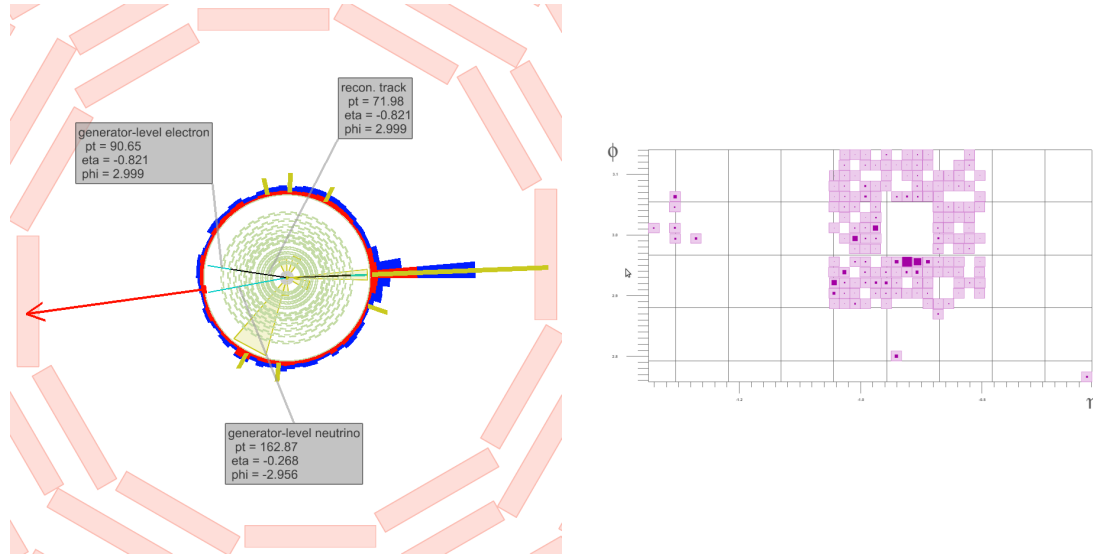 recon. track
pt = 71.98
eta = -0.821
phi = 2.999
generator-level electron
pt = 90.65
eta = -0.821
phi = 2.999
generator-level neutrino
pt = 162.87
eta = -0.268
phi = -2.956
ϕ
η